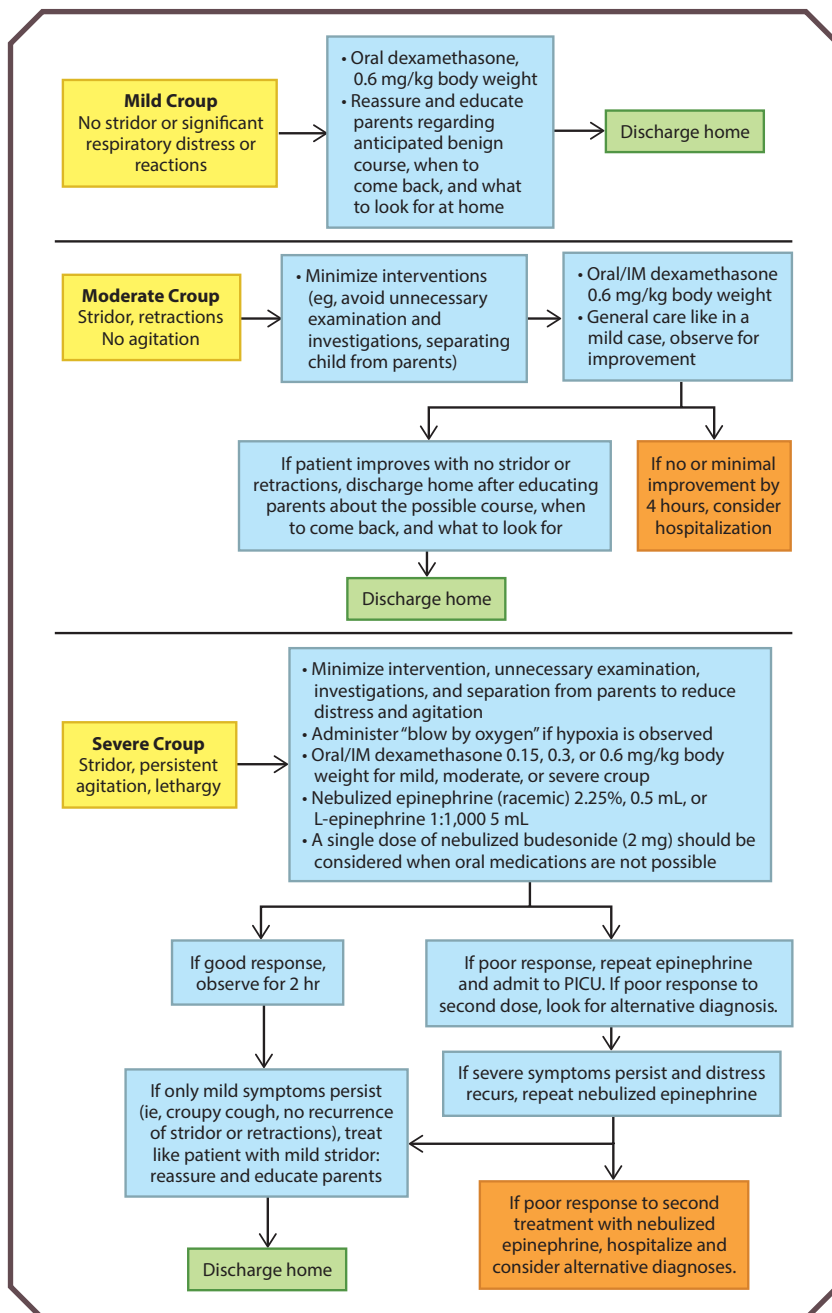 Mild Croup
No stridor or significant
respiratory distress or
reactions
• Oral dexamethasone,
0.6 mg/kg body weight
• Reassure and educate
parents regarding
anticipated benign
course, when to
come back, and what
to look for at home
Discharge home
Moderate Croup
Stridor, retractions
No agitation
• Minimize interventions
(eg, avoid unnecessary
examination and
investigations, separating
child from parents)
• Oral/IM dexamethasone
0.6 mg/kg body weight
• General care like in a
mild case, observe for
improvement
If patient improves with no stridor or
retractions, discharge home after educating
parents about the possible course, when
to come back, and what to look for
If no or minimal
improvement by
4 hours, consider
hospitalization
Discharge home
Severe Croup
Stridor, persistent
agitation, lethargy
• Minimize intervention, unnecessary examination,
investigations, and separation from parents to reduce
distress and agitation
• Administer “blow by oxygen” if hypoxia is observed
• Oral/IM dexamethasone 0.15, 0.3, or 0.6 mg/kg body
weight for mild, moderate, or severe croup
• Nebulized epinephrine (racemic) 2.25%, 0.5 mL, or
L-epinephrine 1:1,000 5 mL
• A single dose of nebulized budesonide (2 mg) should be
considered when oral medications are not possible
If good response,
observe for 2 hr
If poor response, repeat epinephrine
and admit to PICU. If poor response to
second dose, look for alternative diagnosis.
If only mild symptoms persist
(ie, croupy cough, no recurrence
of stridor or retractions), treat
like patient with mild stridor:
reassure and educate parents
If severe symptoms persist and distress
recurs, repeat nebulized epinephrine
If poor response to second
treatment with nebulized
epinephrine, hospitalize and
consider alternative diagnoses.
Discharge home